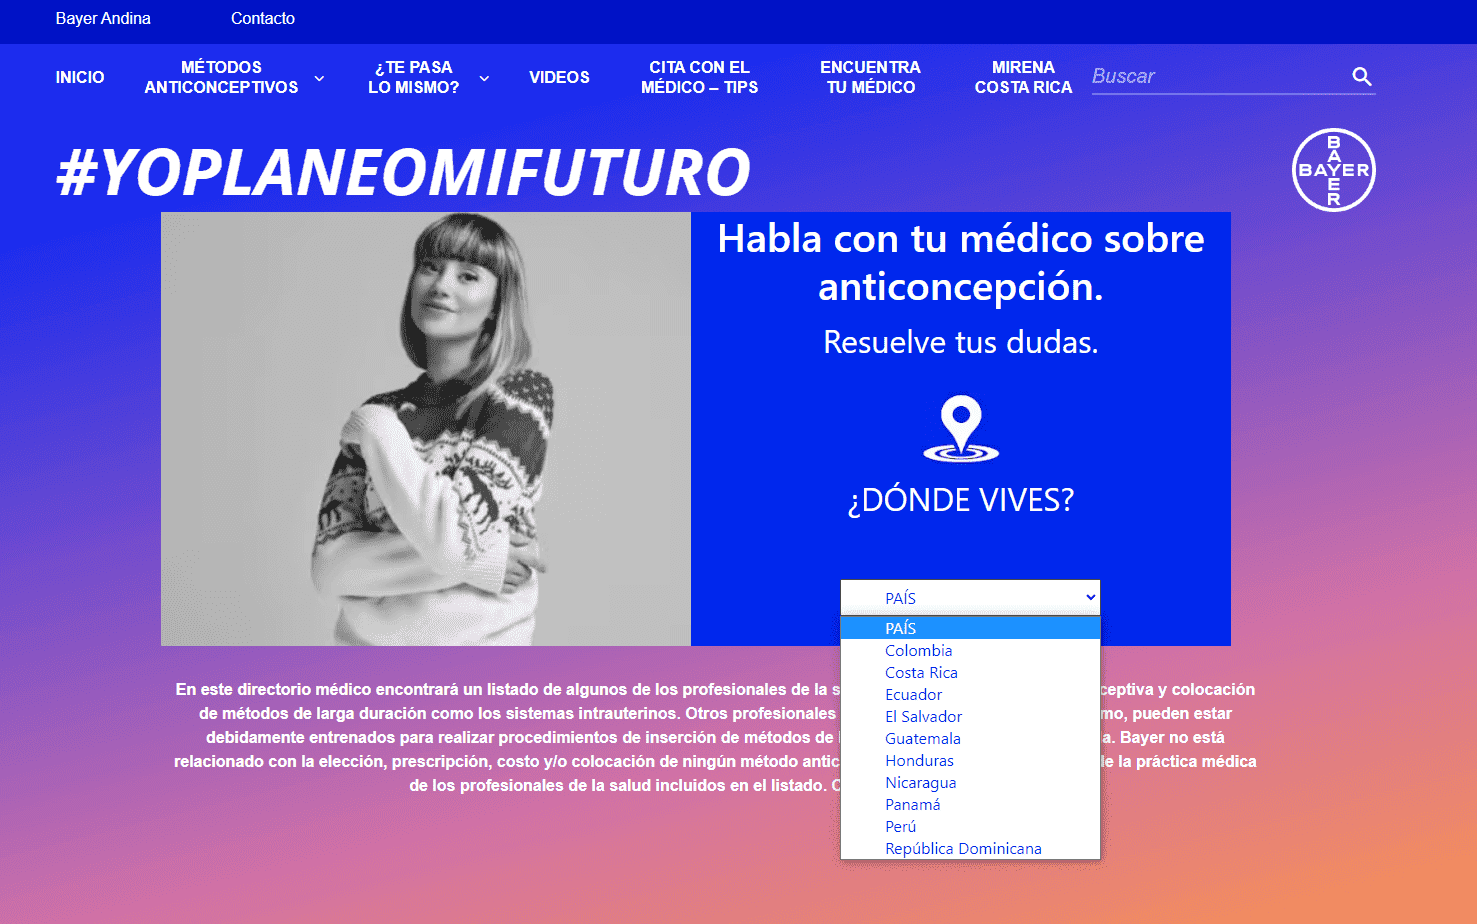 Bayer Andina
Contacto
INICIO
MÉTODOS
ANTICONCEPTIVOS
¿TE PASA
LO MISMO?
VIDEOS
CITA CON EL
MÉDICO – TIPS
ENCUENTRA
TU MÉDICO
MIRENA
COSTA RICA
Buscar
#YOPLANEOMIFUTURO
BAYER
BAYER
Habla con tu médico sobre
anticoncepción.
Resuelve tus dudas.
¿DÓNDE VIVES?
PAÍS
PAÍS
Colombia
Costa Rica
Ecuador
El Salvador
Guatemala
Honduras
Nicaragua
Panamá
Perú
República Dominicana
En este directorio médico encontrará un listado de algunos de los profesionales de la s ceptiva y colocación
de métodos de larga duración como los sistemas intrauterinos. Otros profesionales mo, pueden estar
debidamente entrenados para realizar procedimientos de inserción de métodos de a. Bayer no está
relacionado con la elección, prescripción, costo y/o colocación de ningún método antic le la práctica médica
de los profesionales de la salud incluidos en el listado.